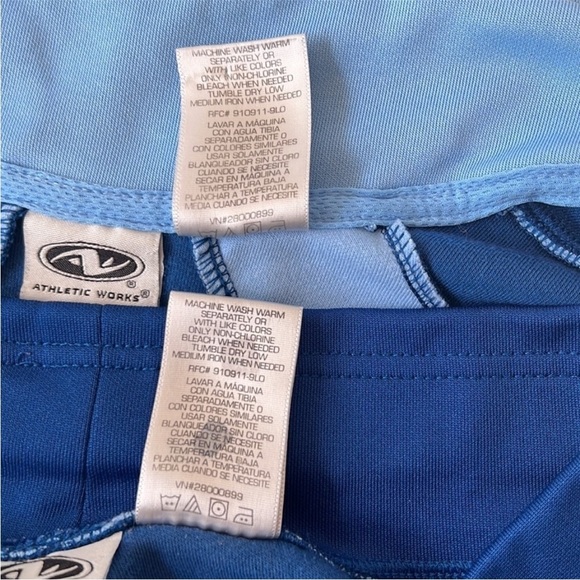 MACHINE WASH WARM
SEPARATELY OR
WITH LIKE COLORS
ONLY NON-CHLORINE
BLEACH WHEN NEEDED
TUMBLE DRY LOW
MEDIUM IRON WHEN NEEDED
RFC# 910911-9LO
LAVAR A MÁQUINA
CON AGUA TIBIA
SEPARADAMENTE O
CON COLORES SIMILARES
USAR SOLAMENTE
BLANQUEADOR SIN CLORO
CUANDO SE NECESITE
SECAR EN MÁQUINA A
TEMPERATURA BAJA
PLANCHAR A TEMPERATURA
MEDIA CUANDO SE NECESITE
VN#28000899
ATHLETIC WORKS®
MACHINE WASH WARM
SEPARATELY OR
WITH LIKE COLORS
ONLY NON-CHLORINE
BLEACH WHEN NEEDED
TUMBLE DRY LOW
MEDIUM IRON WHEN NEEDED
RFC# 910911-9LO
LAVAR A MÁQUINA
CON AGUA TIBIA
SEPARADAMENTE O
CON COLORES SIMILARES
USAR SOLAMENTE
BLANQUEADOR SIN CLORO
CUANDO SE NECESITE
SECAR EN MÁQUINA A
TEMPERATURA BAJA
PLANCHAR A TEMPERATURA
MEDIA CUANDO SE NECESITE
VN#28000899